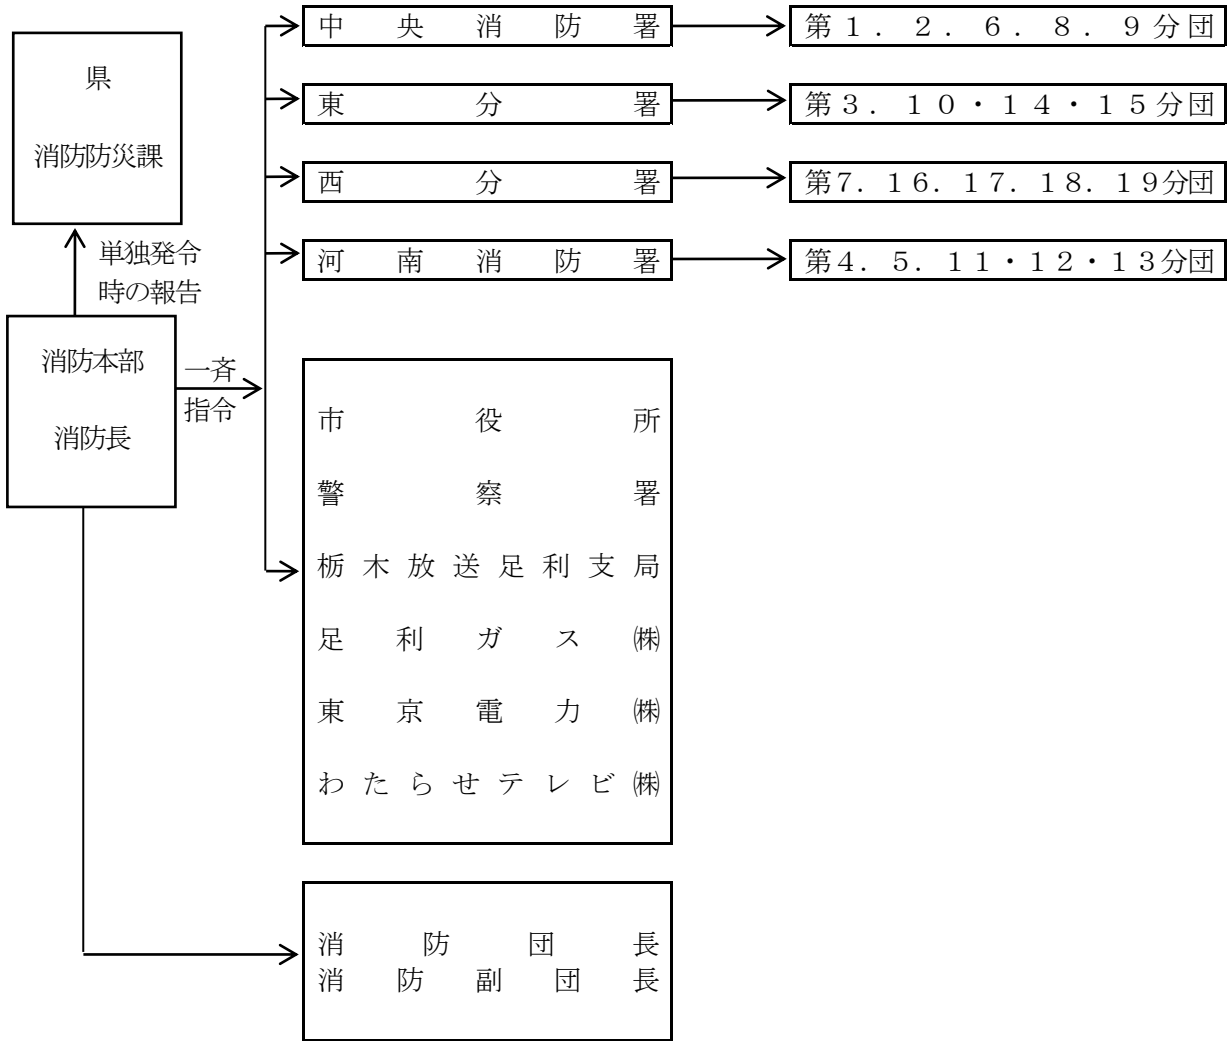 中央消防署
第１．２．６．８．９分団
県
消防防災課
東分署
第３．１０・１４・１５分団
西分署
第７．１６．１７．１８．１９分団
河南消防署
第４．５．１１・１２・１３分団
単独発令
時の報告
消防本部
消防長
一斉
指令
市役所
警察署
栃木放送足利支局
足利ガス㈱
東京電力㈱
わたらせテレビ㈱
消防団長
消防副団長